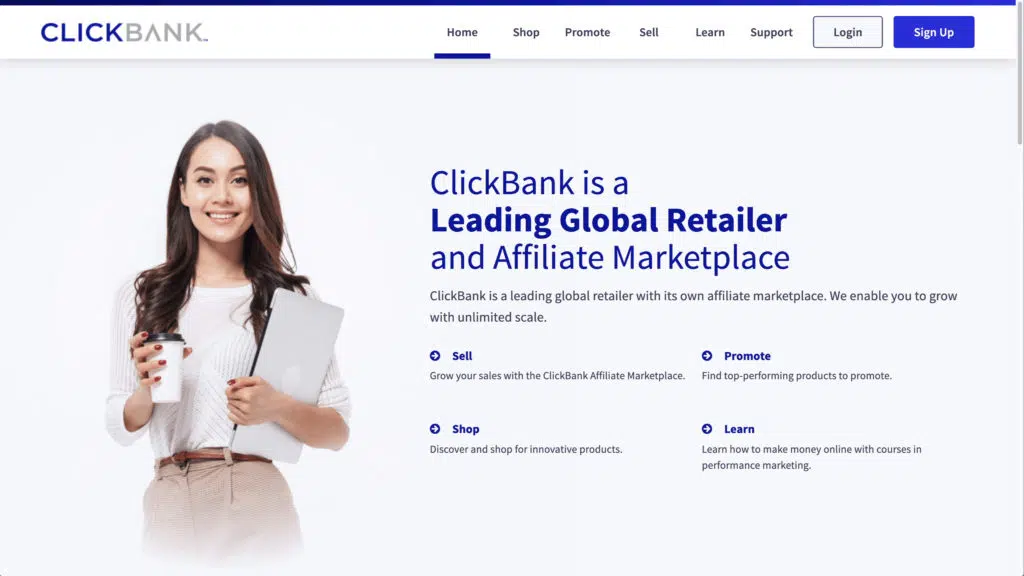 CLICKBANK™
Home Shop Promote Sell Learn Support Login Sign Up
ClickBank is a
Leading Global Retailer
and Affiliate Marketplace
ClickBank is a leading global retailer with its own affiliate marketplace. We enable you to grow
with unlimited scale.
Sell
Grow your sales with the ClickBank Affiliate Marketplace.
Promote
Find top-performing products to promote.
Shop
Discover and shop for innovative products.
Learn
Learn how to make money online with courses in
performance marketing.